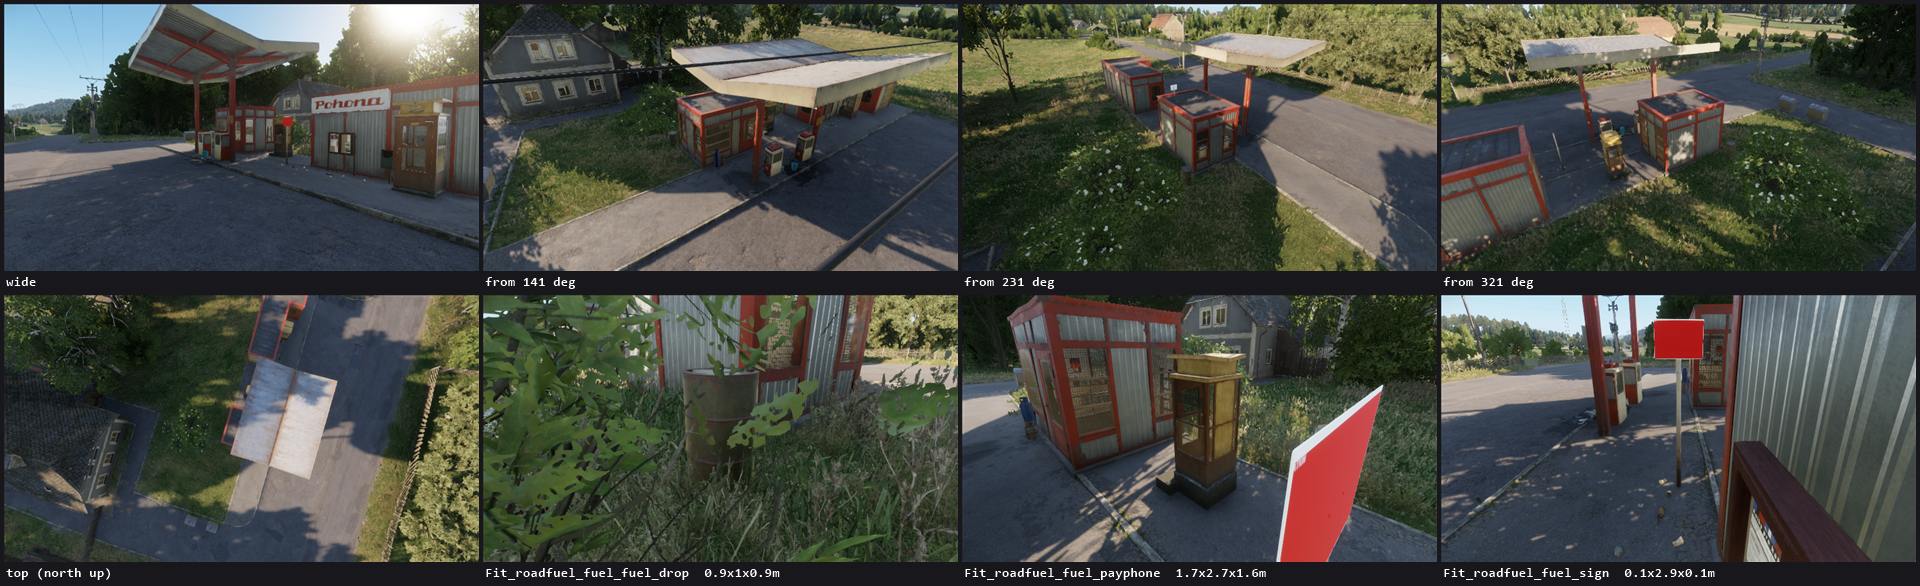 Pohona
wide
from 141 deg
from 231 deg
from 321 deg
top (north up)
Fit_roadfuel_fuel_fuel_drop 0.9x1x0.9m
Fit_roadfuel_fuel_payphone 1.7x2.7x1.6m
Fit_roadfuel_fuel_sign 0.1x2.9x0.1m